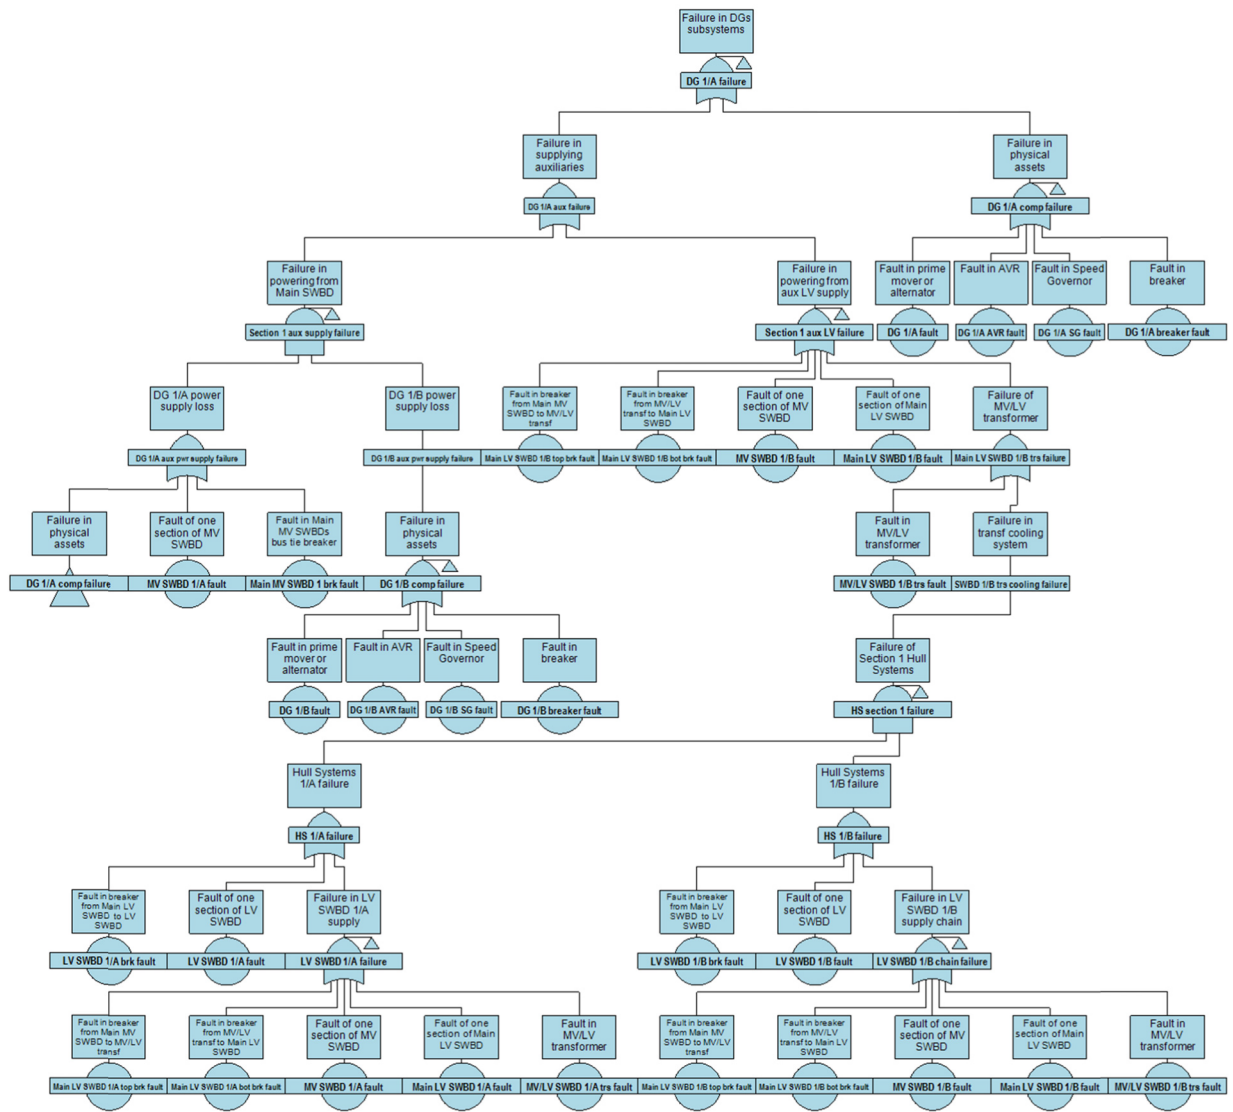 Failure in DGs
subsystems
DG 1/A failure
Failure in
supplying
auxiliaries
DG 1/A aux failure
Failure in
physical
assets
DG 1/A comp failure
Failure in
powering from
Main SWBD
Section 1 aux supply failure
Failure in
powering from
aux LV supply
Section 1 aux LV failure
Fault in prime
mover or
alternator
DG 1/A fault
Fault in AVR
DG 1/A AVR fault
Fault in Speed
Governor
DG 1/A SG fault
Fault in
breaker
DG 1/A breaker fault
DG 1/A power
supply loss
DG 1/A aux pwr supply failure
DG 1/B power
supply loss
DG 1/B aux pwr supply failure
Fault in breaker
from Main MV
SWBD to MV/LV
transf
Main LV SWBD 1/B top brk fault
Fault in breaker
from MV/LV
transf to Main LV
SWBD
Main LV SWBD 1/B bot brk fault
Fault of one
section of MV
SWBD
MV SWBD 1/B fault
Fault of one
section of Main
LV SWBD
Main LV SWBD 1/B fault
Failure of
MV/LV
transformer
Main LV SWBD 1/B trs failure
Failure in
physical
assets
DG 1/A comp failure
Fault of one
section of MV
SWBD
MV SWBD 1/A fault
Fault in Main
MV SWBDs
bus tie breaker
Main MV SWBD 1 brk fault
Failure in
physical
assets
DG 1/B comp failure
Fault in
MV/LV
transformer
MV/LV SWBD 1/B trs fault
Failure in
transf cooling
system
SWBD 1/B trs cooling failure
Fault in prime
mover or
alternator
DG 1/B fault
Fault in AVR
DG 1/B AVR fault
Fault in Speed
Governor
DG 1/B SG fault
Fault in
breaker
DG 1/B breaker fault
Failure of
Section 1 Hull
Systems
HS section 1 failure
Hull Systems
1/A failure
HS 1/A failure
Hull Systems
1/B failure
HS 1/B failure
Fault in breaker
from Main LV
SWBD to LV
SWBD
LV SWBD 1/A brk fault
Fault of one
section of LV
SWBD
LV SWBD 1/A fault
Failure in LV
SWBD 1/A
supply
LV SWBD 1/A failure
Fault in breaker
from Main LV
SWBD to LV
SWBD
LV SWBD 1/B brk fault
Fault of one
section of LV
SWBD
LV SWBD 1/B fault
Failure in LV
SWBD 1/B
supply chain
LV SWBD 1/B chain failure
Fault in breaker
from Main MV
SWBD to MV/LV
transf
Main LV SWBD 1/A top brk fault
Fault in breaker
from MV/LV
transf to Main LV
SWBD
Main LV SWBD 1/A bot brk fault
Fault of one
section of MV
SWBD
MV SWBD 1/A fault
Fault of one
section of Main
LV SWBD
Main LV SWBD 1/A fault
Fault in
MV/LV
transformer
MV/LV SWBD 1/A trs fault
Fault in breaker
from Main MV
SWBD to MV/LV
transf
Main LV SWBD 1/B top brk fault
Fault in breaker
from MV/LV
transf to Main LV
SWBD
Main LV SWBD 1/B bot brk fault
Fault of one
section of MV
SWBD
MV SWBD 1/B fault
Fault of one
section of Main
LV SWBD
Main LV SWBD 1/B fault
Fault in
MV/LV
transformer
MV/LV SWBD 1/B trs fault